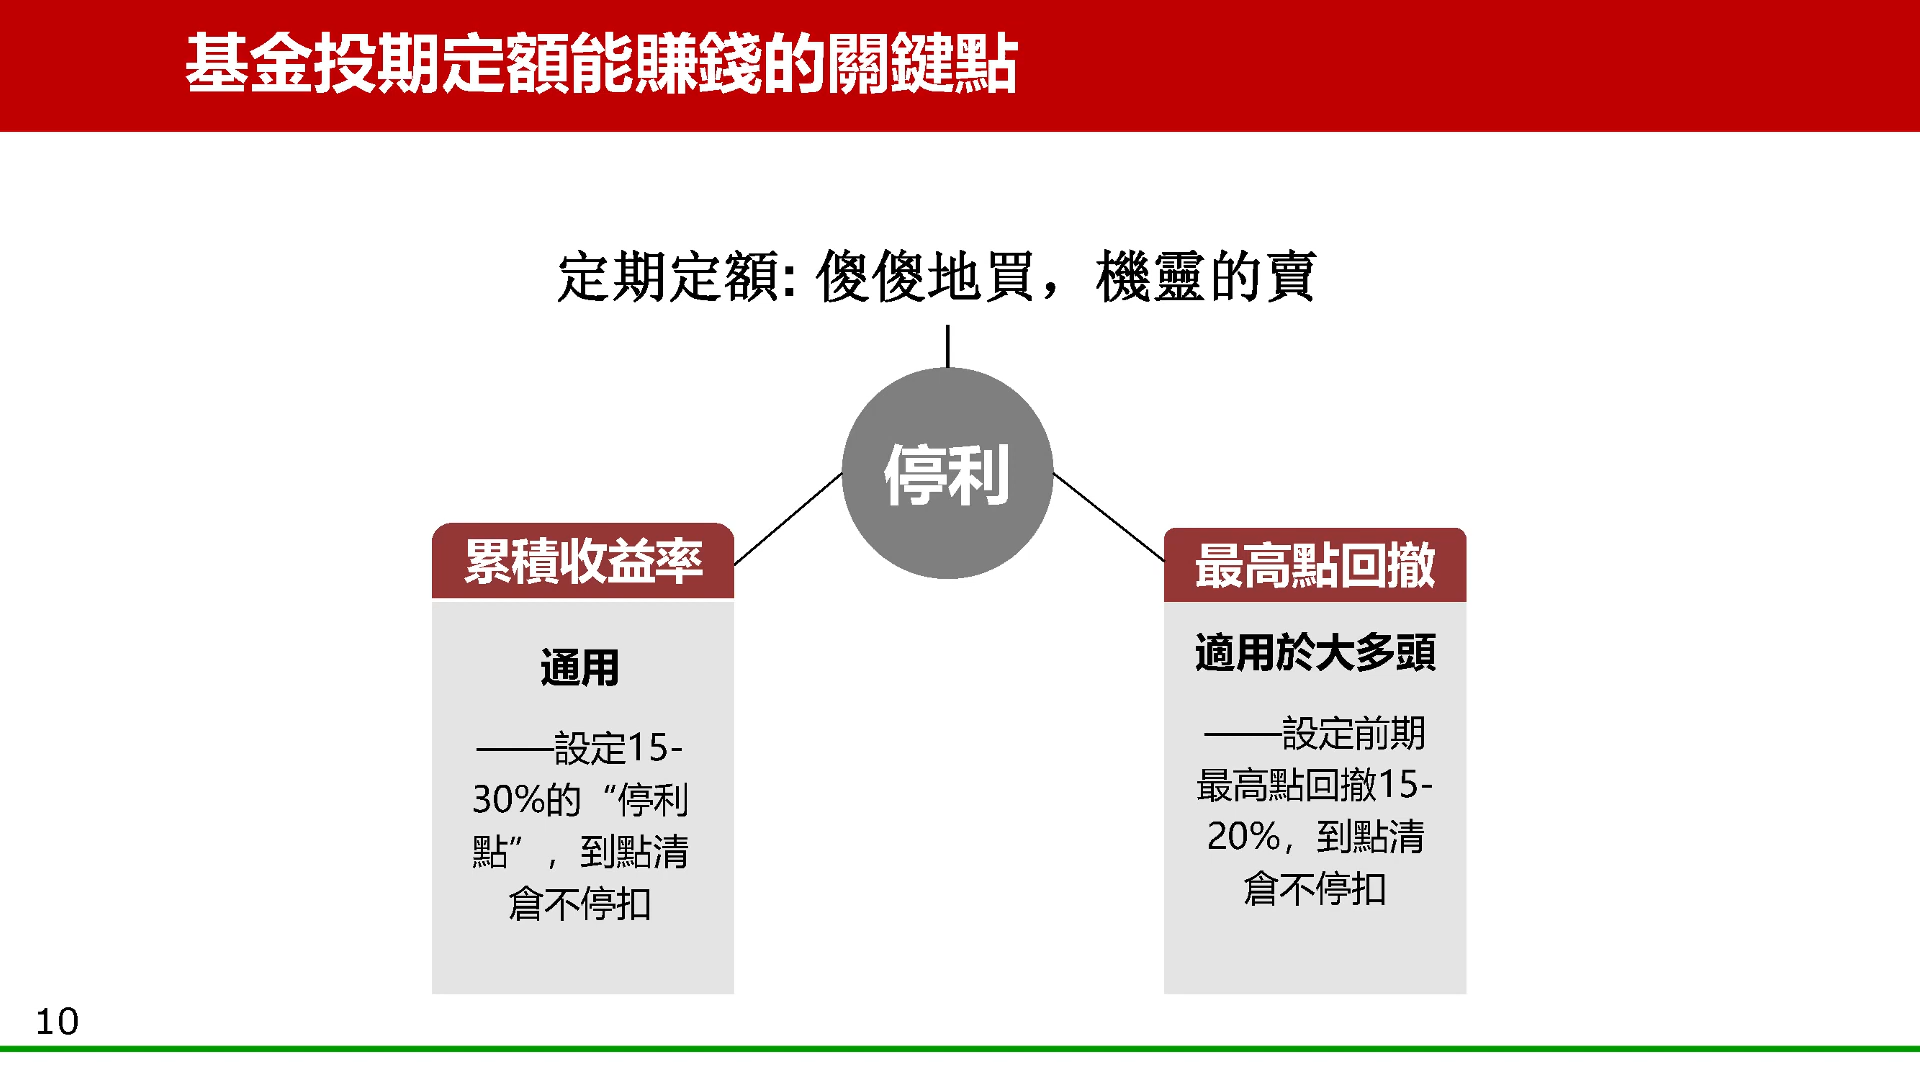 基金投期定額能賺錢的關鍵點
定期定額: 傻傻地買，機靈的賣
停利
累積收益率
通用
——設定15-
30%的“停利
點”，到點清
倉不停扣
最高點回撤
適用於大多頭
——設定前期
最高點回撤15-
20%，到點清
倉不停扣
10